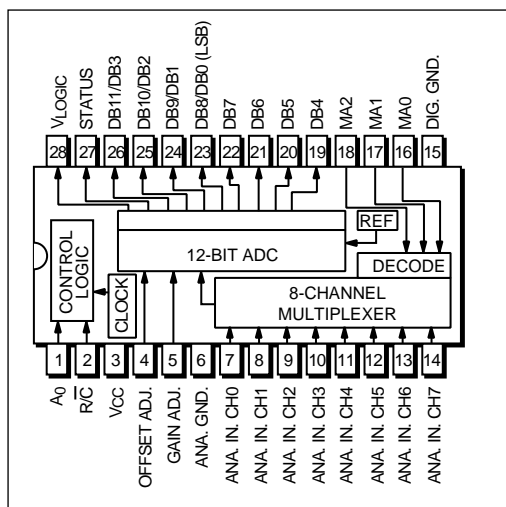 VLOGIC
STATUS
DB11/DB3
DB10/DB2
DB9/DB1
DB8/DB0 (LSB)
DB7
DB6
DB5
DB4
MA2
MA1
MA0
DIG. GND.
28
27
26
25
24
23
22
21
20
19
18
17
16
15
CONTROL
LOGIC
CLOCK
12-BIT ADC
REF
DECODE
8-CHANNEL
MULTIPLEXER
1
2
3
4
5
6
7
8
9
10
11
12
13
14
A0
R/C
VCC
OFFSET ADJ.
GAIN ADJ.
ANA. GND.
ANA. IN. CH0
ANA. IN. CH1
ANA. IN. CH2
ANA. IN. CH3
ANA. IN. CH4
ANA. IN. CH5
ANA. IN. CH6
ANA. IN. CH7